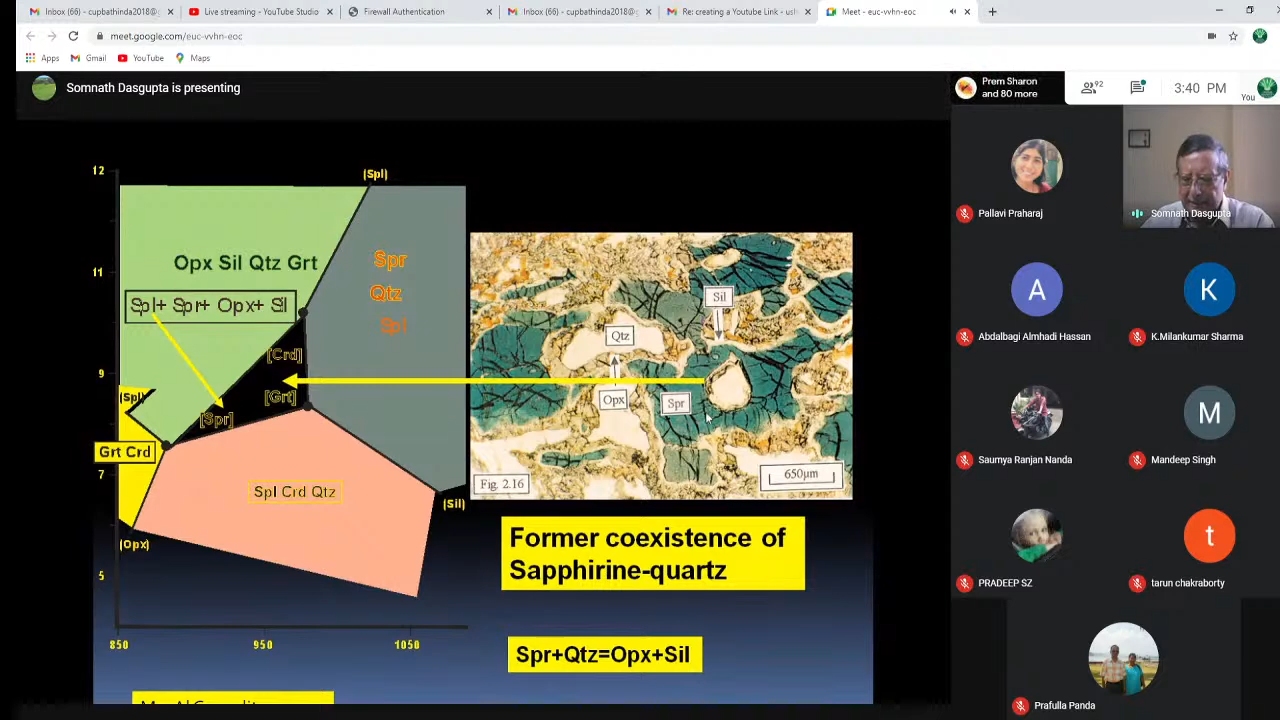 Inbox (66) - cupbathinda2018@g
Live streaming - YouTube Studio
Firewall Authentication
Inbox (66) - cupbathinda2018@g
Re: creating a Youtube Link - ush
Meet - euc-vvhn-eoc
meet.google.com/euc-vvhn-eoc
Apps
Gmail
YouTube
Maps
Somnath Dasgupta is presenting
Prem Sharon
and 80 more
92
3:40 PM
You
12
11
9
7
5
850
950
1050
(Spl)
Opx Sil Qtz Grt
Spr
Qtz
Spl
Spl+ Spr+ Opx+ Sil
[Crd]
[Grt]
[Spr]
(Spl)
Grt Crd
Spl Crd Qtz
(Sil)
(Opx)
Sil
Qtz
Opx
Spr
650µm
Fig. 2.16
Former coexistence of
Sapphirine-quartz
Spr+Qtz=Opx+Sil
Pallavi Praharaj
Somnath Dasgupta
A
Abdalbagi Almhadi Hassan
K
K.Milankumar Sharma
Saumya Ranjan Nanda
M
Mandeep Singh
PRADEEP SZ
t
tarun chakraborty
Prafulla Panda